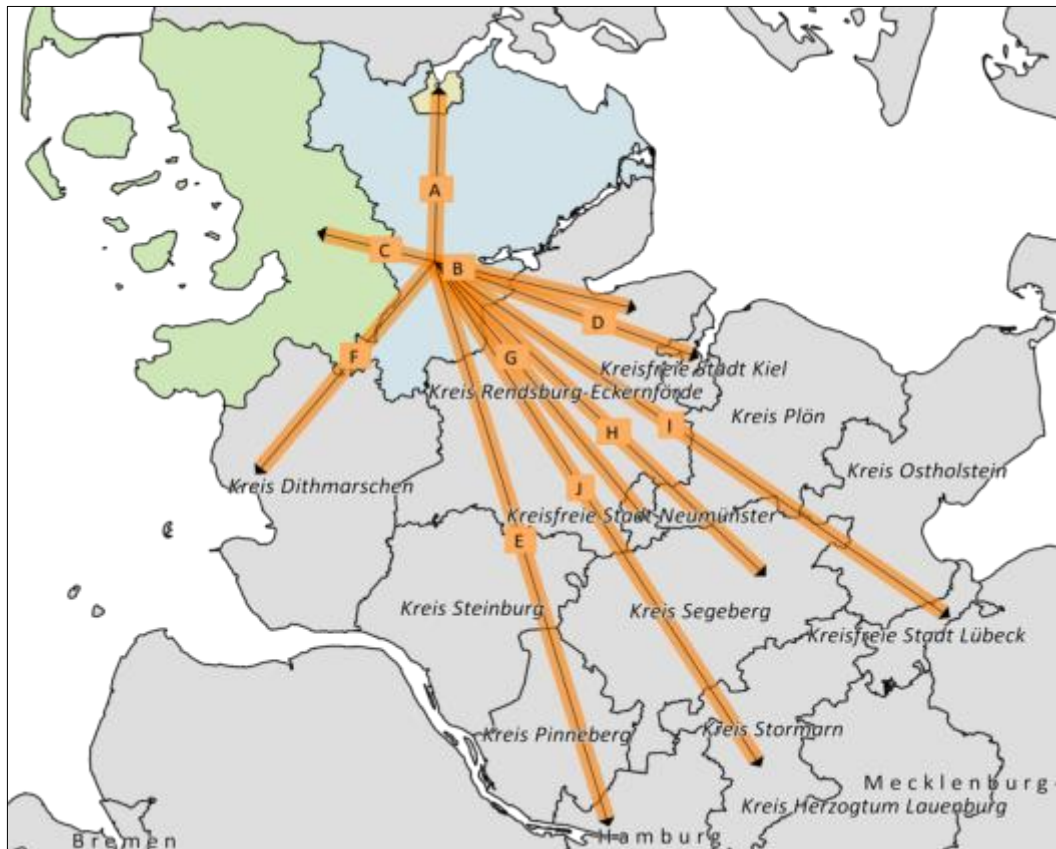 A
C
B
D
F
G
Kreisfreie Stadt Kiel
Kreis Rendsburg-Eckernförde
Kreis Plön
I
H
Kreis Ostholstein
Kreis Dithmarschen
J
Kreisfreie Stadt Neumünster
E
Kreis Steinburg
Kreis Segeberg
Kreisfreie Stadt Lübeck
Kreis Pinneberg
Kreis Stormarn
Mecklenburg-
Kreis Herzogtum Lauenburg
Hamburg
Bremen